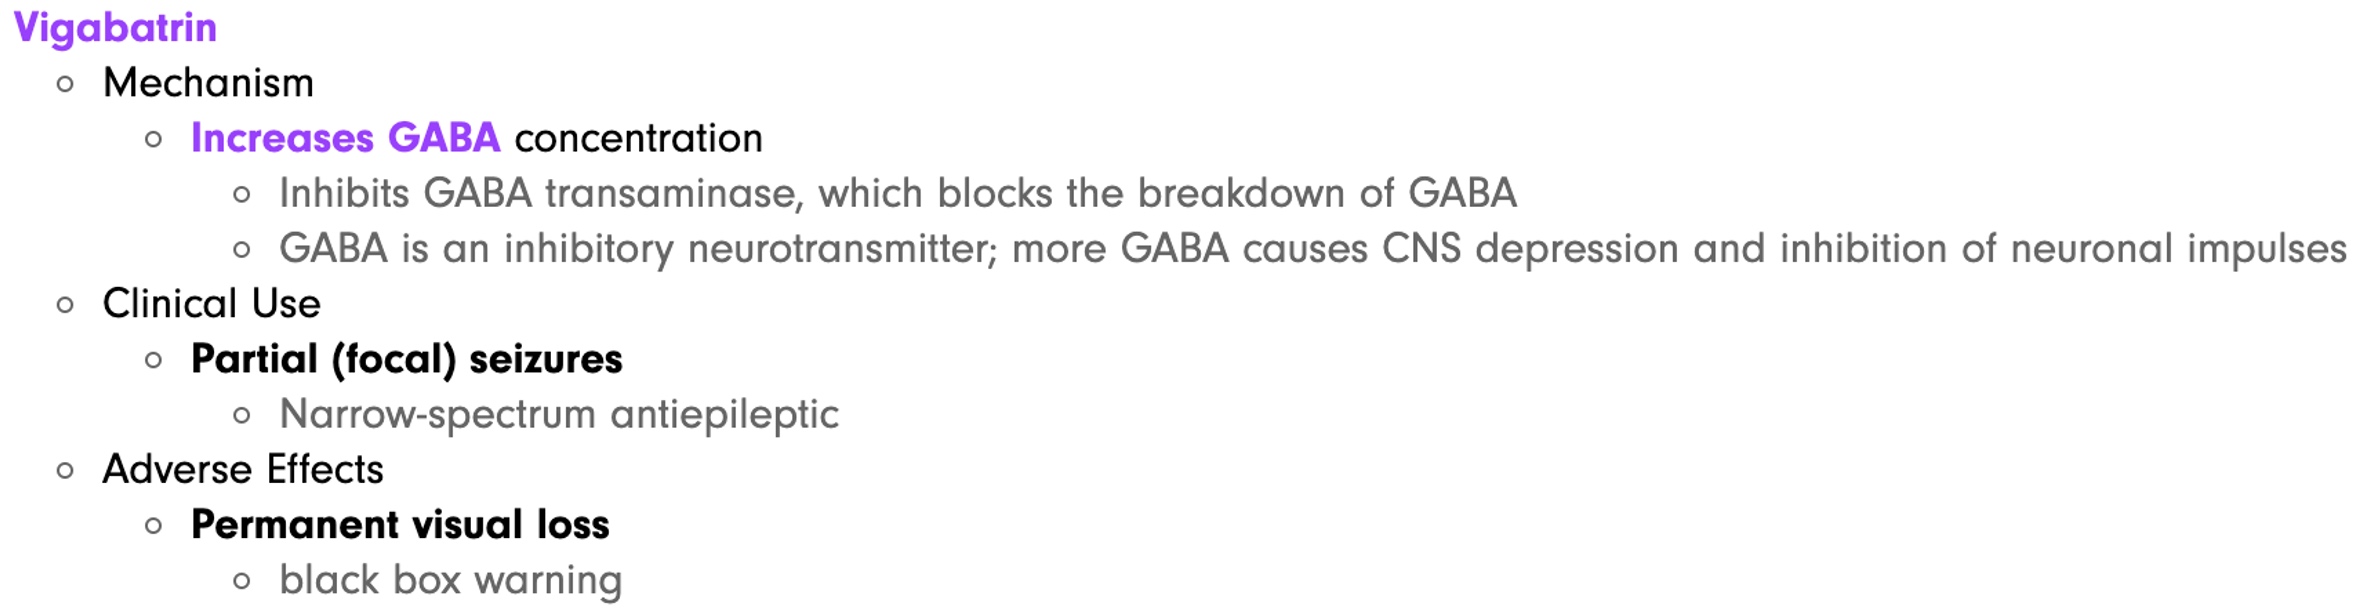 Vigabatrin
Mechanism
Increases GABA concentration
Inhibits GABA transaminase, which blocks the breakdown of GABA
GABA is an inhibitory neurotransmitter; more GABA causes CNS depression and inhibition of neuronal impulses
Clinical Use
Partial (focal) seizures
Narrow-spectrum antiepileptic
Adverse Effects
Permanent visual loss
black box warning